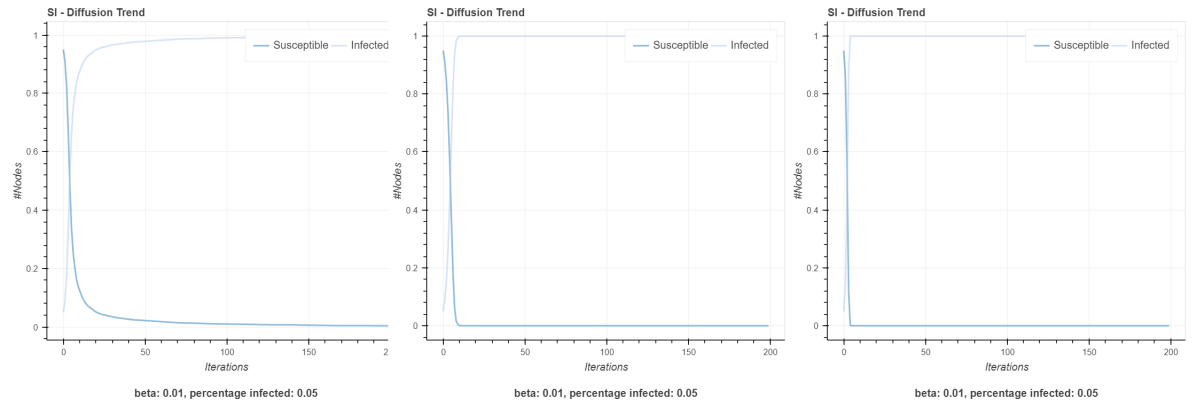 SI - Diffusion Trend
Susceptible
Infected
1
0.8
0.6
0.4
0.2
0
#Nodes
0
50
100
150
2
Iterations
beta: 0.01, percentage infected: 0.05
SI - Diffusion Trend
Susceptible
Infected
1
0.8
0.6
0.4
0.2
0
#Nodes
0
50
100
150
200
Iterations
beta: 0.01, percentage infected: 0.05
SI - Diffusion Trend
Susceptible
Infected
1
0.8
0.6
0.4
0.2
0
#Nodes
0
50
100
150
200
Iterations
beta: 0.01, percentage infected: 0.05